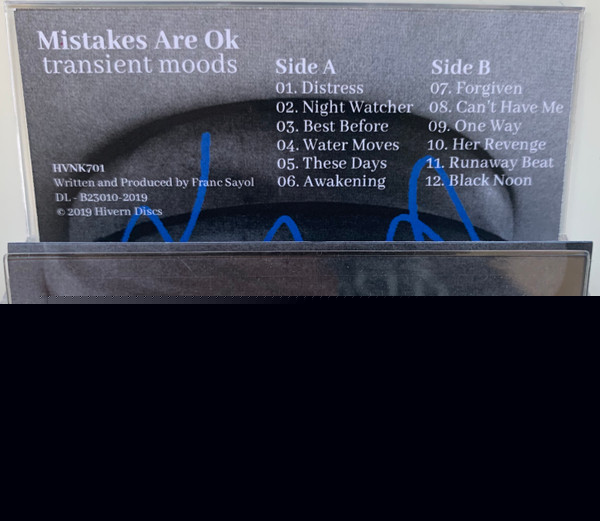 Mistakes Are Ok
transient moods
HVNK701
Written and Produced by Franc Sayol
DL - B23010-2019
© 2019 Hivern Discs
Side A
01. Distress
02. Night Watcher
03. Best Before
04. Water Moves
05. These Days
06. Awakening
Side B
07. Forgiven
08. Can't Have Me
09. One Way
10. Her Revenge
11. Runaway Beat
12. Black Noon